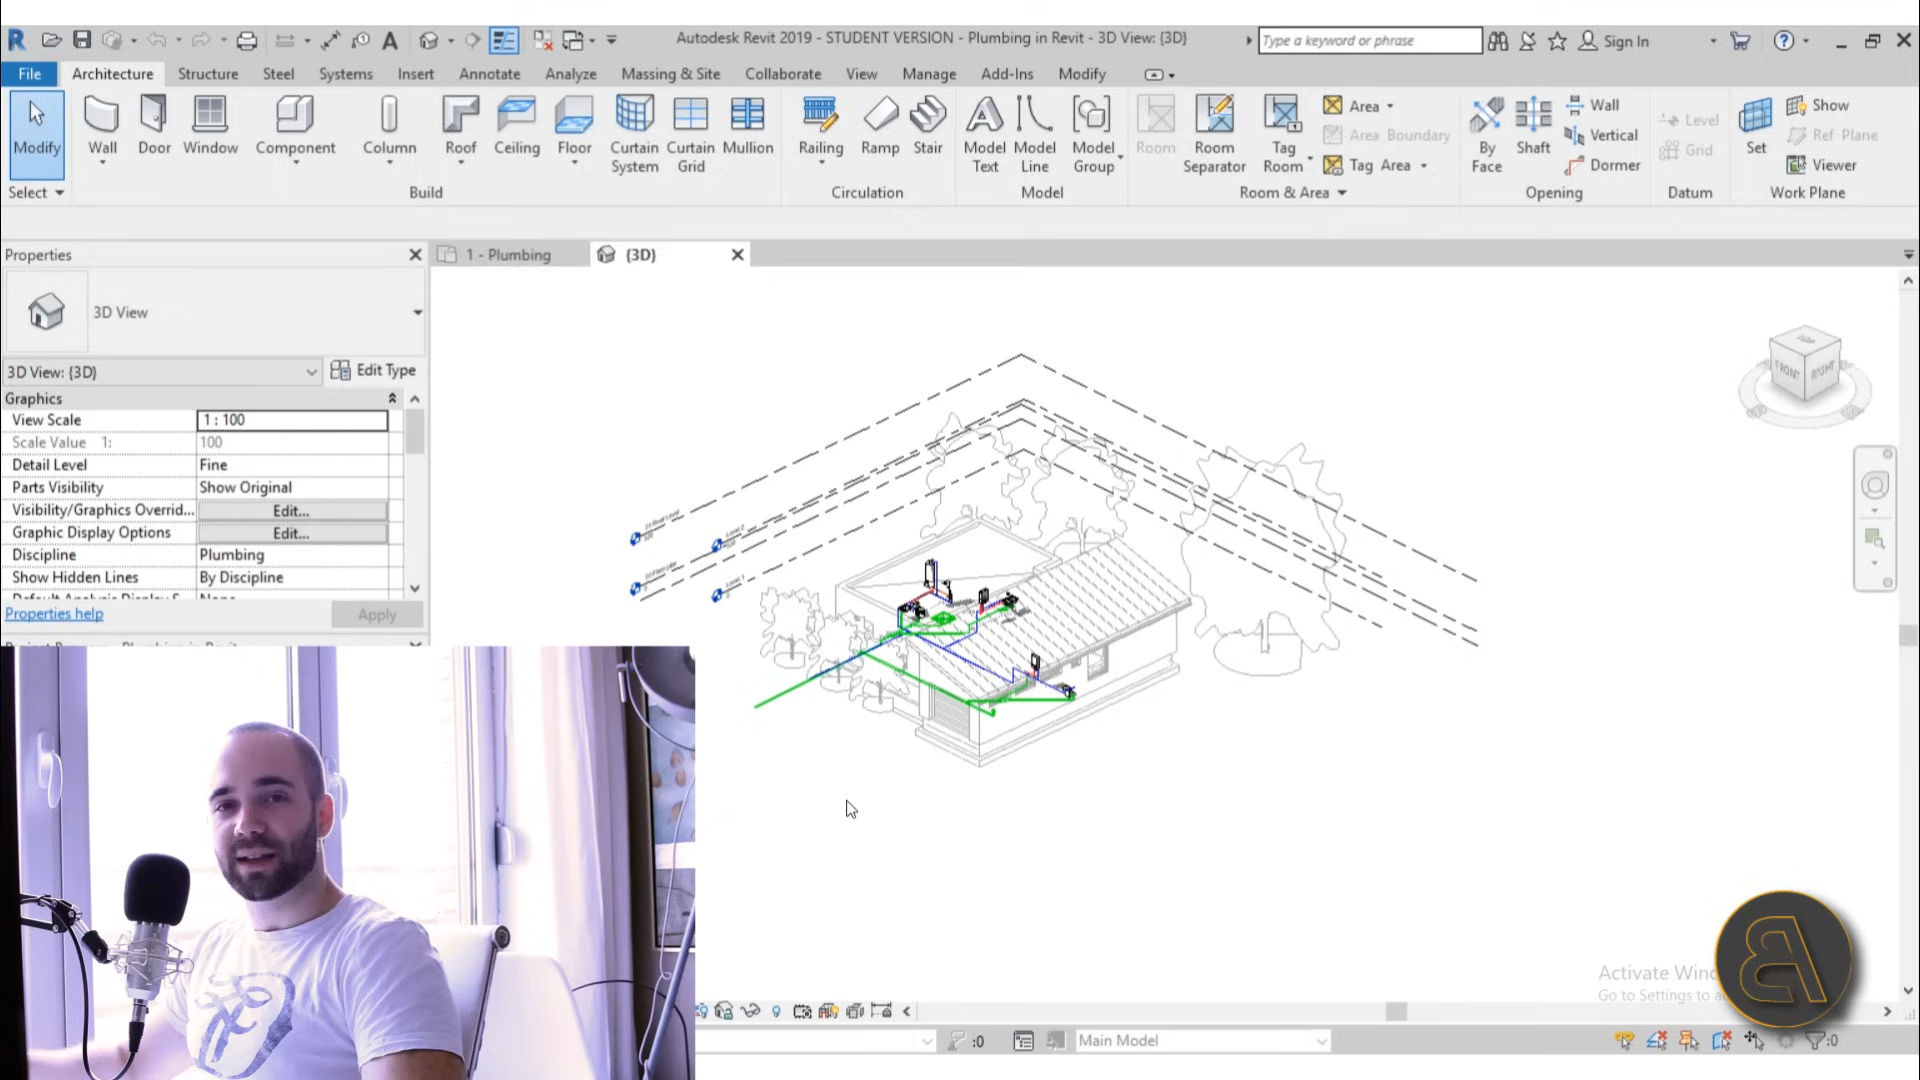 Autodesk Revit 2019 - STUDENT VERSION - Plumbing in Revit - 3D View: {3D}
Type a keyword or phrase
Sign In
File Architecture Structure Steel Systems Insert Annotate Analyze Massing & Site Collaborate View Manage Add-Ins Modify
Modify
Wall
Door
Window
Component
Column
Roof
Ceiling
Floor
Curtain
System
Curtain
Grid
Mullion
Railing
Ramp
Stair
Model
Text
Model
Line
Model
Group
Room
Room
Separator
Tag
Room
Area
Area Boundary
Tag Area
By
Face
Shaft
Wall
Vertical
Dormer
Level
Grid
Set
Show
Ref Plane
Viewer
Select
Build
Circulation
Model
Room & Area
Opening
Datum
Work Plane
Properties
1 - Plumbing
{3D}
3D View
3D View: {3D}
Edit Type
Graphics
View Scale 1 : 100
Scale Value 1: 100
Detail Level Fine
Parts Visibility Show Original
Visibility/Graphics Overrid... Edit...
Graphic Display Options Edit...
Discipline Plumbing
Show Hidden Lines By Discipline
Properties help
Apply
TOP
FRONT
RIGHT
Activate Win
Go to Settings to a
:0
Main Model
:0